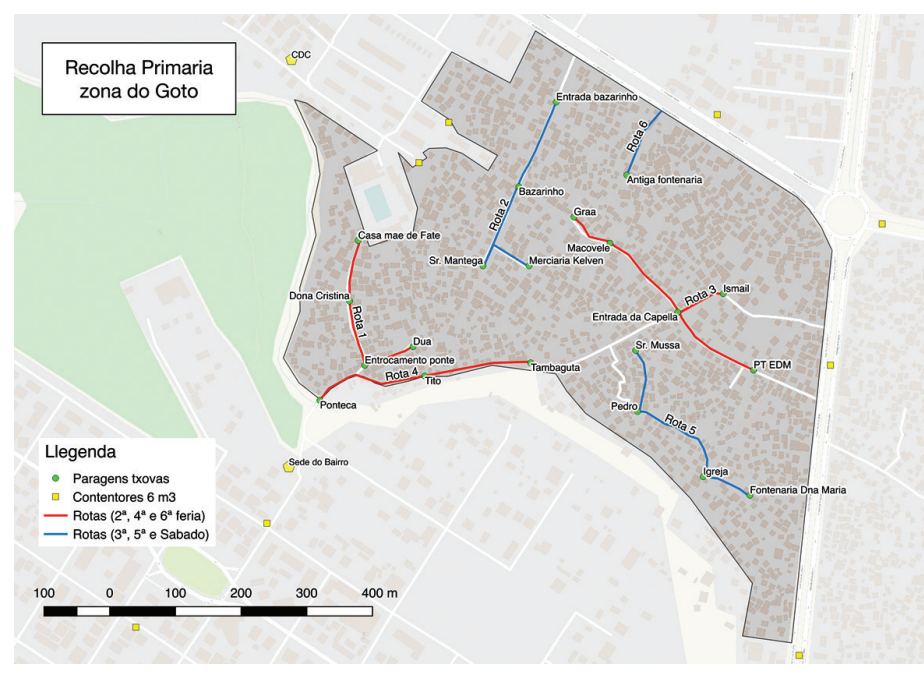 Recolha Primaria
zona do Goto
CDC
Entrada bazarinho
Rota 6
Antiga fontenaria
Bazarinho
Rota 2
Graa
Casa mae de Fate
Macovele
Sr. Mantega
Merciaria Kelven
Dona Cristina
Rota 3
Ismail
Rota 1
Entrada da Capella
Dua
Sr. Mussa
Entrocamento ponte
Rota 4
Tito
Tambaguta
PT EDM
Ponteca
Pedro
Rota 5
Llegenda
Sede do Bairro
Igreja
Paragens txovas
Fontenaria Dna Maria
Contentores 6 m3
Rotas (2ª, 4ª e 6ª feria)
Rotas (3ª, 5ª e Sabado)
100 0 100 200 300 400 m